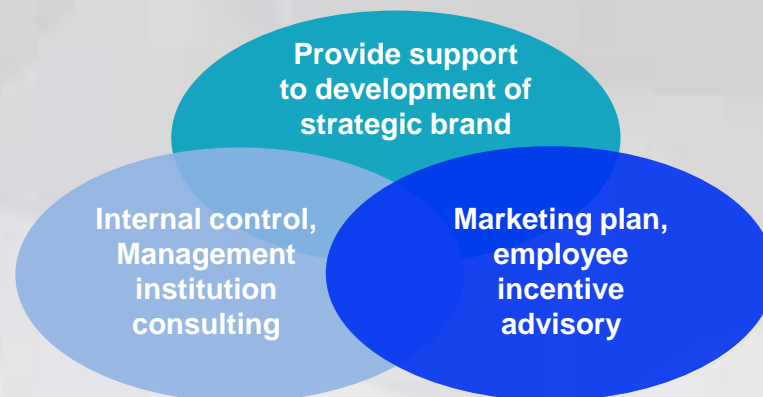 Provide support
to development of
strategic brand
Internal control,
Management
institution
consulting
Marketing plan,
employee
incentive
advisory